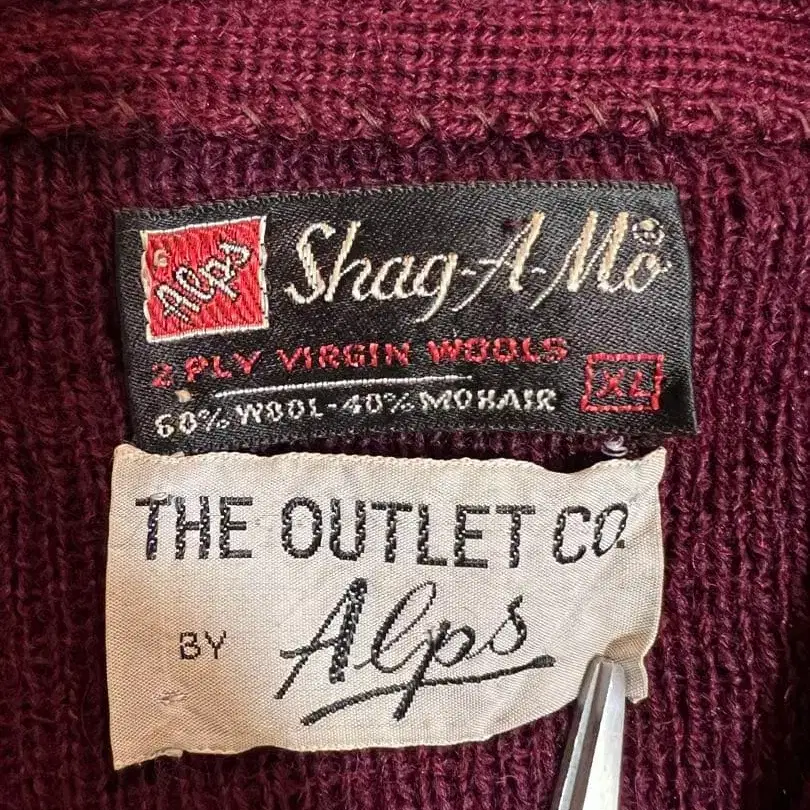 Alps
Shag-A-Mo®
2 PLY VIRGIN WOOLS
60% WOOL-40% MOHAIR
XL
THE OUTLET CO.
BY Alps